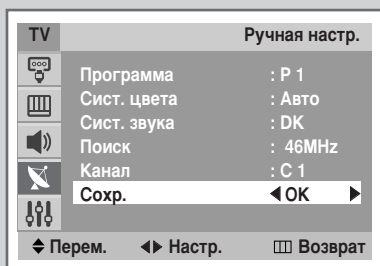 TV Ручная настр.
Программа : P 1
Сист. цвета : Авто
Сист. звука : DK
Поиск : 46MHz
Канал : C 1
Сохр. ◀ OK ▶
Перем. Настр. Возврат